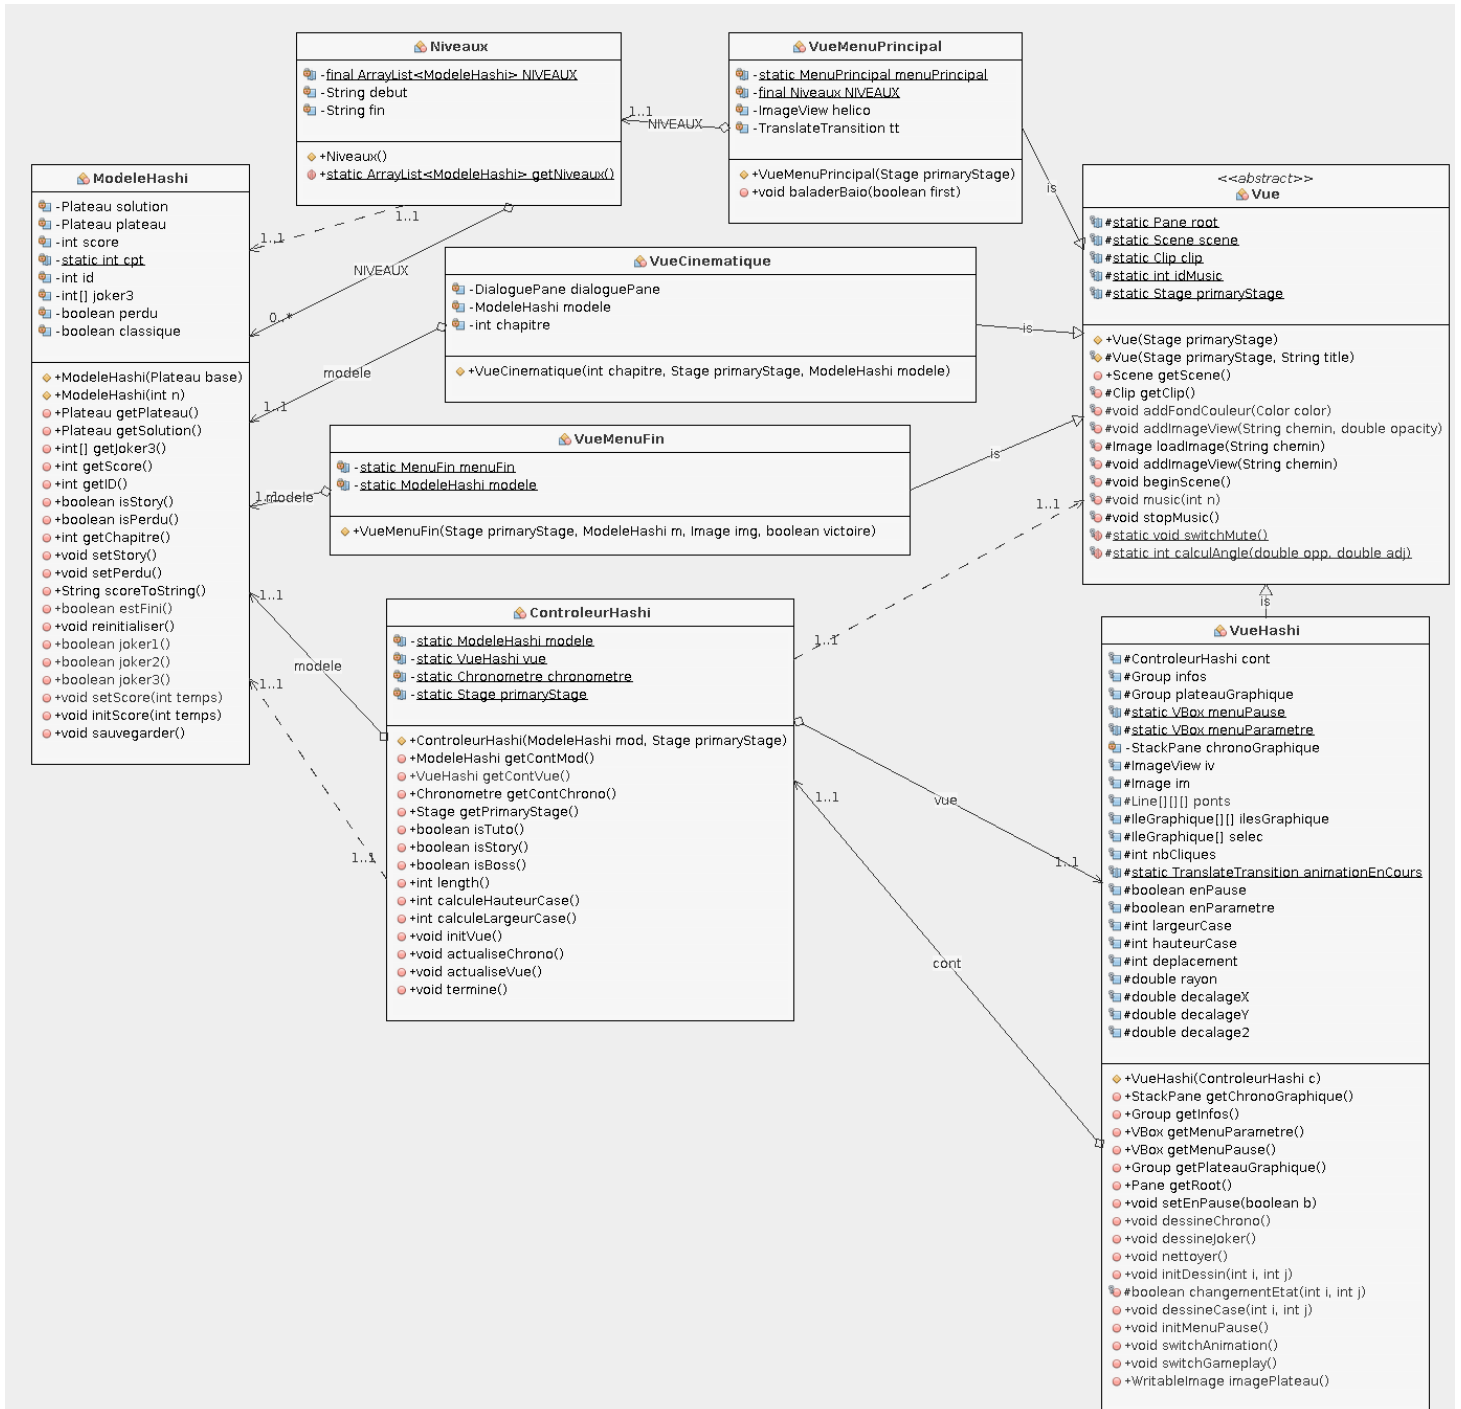 Niveaux
-final ArrayList<ModeleHashi> NIVEAUX
-String debut
-String fin
+Niveaux()
+static ArrayList<ModeleHashi> getNiveaux()
VueMenuPrincipal
-static MenuPrincipal menuPrincipal
-final Niveaux NIVEAUX
-ImageView helico
-TranslateTransition tt
+VueMenuPrincipal(Stage primaryStage)
+void baladerBaio(boolean first)
1..1
NIVEAUX
is
ModeleHashi
-Plateau solution
-Plateau plateau
-int score
-static int cpt
-int id
-int[] joker3
-boolean perdu
-boolean classique
+ModeleHashi(Plateau base)
+ModeleHashi(int n)
+Plateau getPlateau()
+Plateau getSolution()
+int[] getJoker3()
+int getScore()
+int getID()
+boolean isStory()
+boolean isPerdu()
+int getChapitre()
+void setStory()
+void setPerdu()
+String scoreToString()
+boolean estFini()
+void reinitialiser()
+boolean joker1()
+boolean joker2()
+boolean joker3()
+void setScore(int temps)
+void initScore(int temps)
+void sauvegarder()
1..1
1..1
NIVEAUX
0..*
<<abstract>>
Vue
#static Pane root
#static Scene scene
#static Clip clip
#static int idMusic
#static Stage primaryStage
+Vue(Stage primaryStage)
#Vue(Stage primaryStage, String title)
+Scene getScene()
#Clip getClip()
#void addFondCouleur(Color color)
#void addImageView(String chemin, double opacity)
#Image loadImage(String chemin)
#void addImageView(String chemin)
#void beginScene()
#void music(int n)
#void stopMusic()
#static void switchMute()
#static int calculAngle(double opp, double adj)
VueCinematique
-DialoguePane dialoguePane
-ModeleHashi modele
-int chapitre
+VueCinematique(int chapitre, Stage primaryStage, ModeleHashi modele)
is
modele
1..1
VueMenuFin
-static MenuFin menuFin
-static ModeleHashi modele
+VueMenuFin(Stage primaryStage, ModeleHashi m, Image img, boolean victoire)
is
1..1
modele
1..1
1..1
ControleurHashi
-static ModeleHashi modele
-static VueHashi vue
-static Chronometre chronometre
-static Stage primaryStage
+ControleurHashi(ModeleHashi mod, Stage primaryStage)
+ModeleHashi getContMod()
+VueHashi getContVue()
+Chronometre getContChrono()
+Stage getPrimaryStage()
+boolean isTuto()
+boolean isStory()
+boolean isBoss()
+int length()
+int calculeHauteurCase()
+int calculeLargeurCase()
+void initVue()
+void actualiseChrono()
+void actualiseVue()
+void termine()
1..1
modele
1..1
1..1
vue
1..1
1..1
cont
is
VueHashi
#ControleurHashi cont
#Group infos
#Group plateauGraphique
#static VBox menuPause
#static VBox menuParametre
-StackPane chronoGraphique
#ImageView iv
#Image im
#Line[][][] ponts
#IleGraphique[][] ilesGraphique
#IleGraphique[] selec
#int nbCliques
#static TranslateTransition animationEnCours
#boolean enPause
#boolean enParametre
#int largeurCase
#int hauteurCase
#int deplacement
#double rayon
#double decalageX
#double decalageY
#double decalage2
+VueHashi(ControleurHashi c)
+StackPane getChronoGraphique()
+Group getInfos()
+VBox getMenuParametre()
+VBox getMenuPause()
+Group getPlateauGraphique()
+Pane getRoot()
+void setEnPause(boolean b)
+void dessineChrono()
+void dessineJoker()
+void nettoyer()
+void initDessin(int i, int j)
#boolean changementEtat(int i, int j)
+void dessineCase(int i, int j)
+void initMenuPause()
+void switchAnimation()
+void switchGameplay()
+WritableImage imagePlateau()